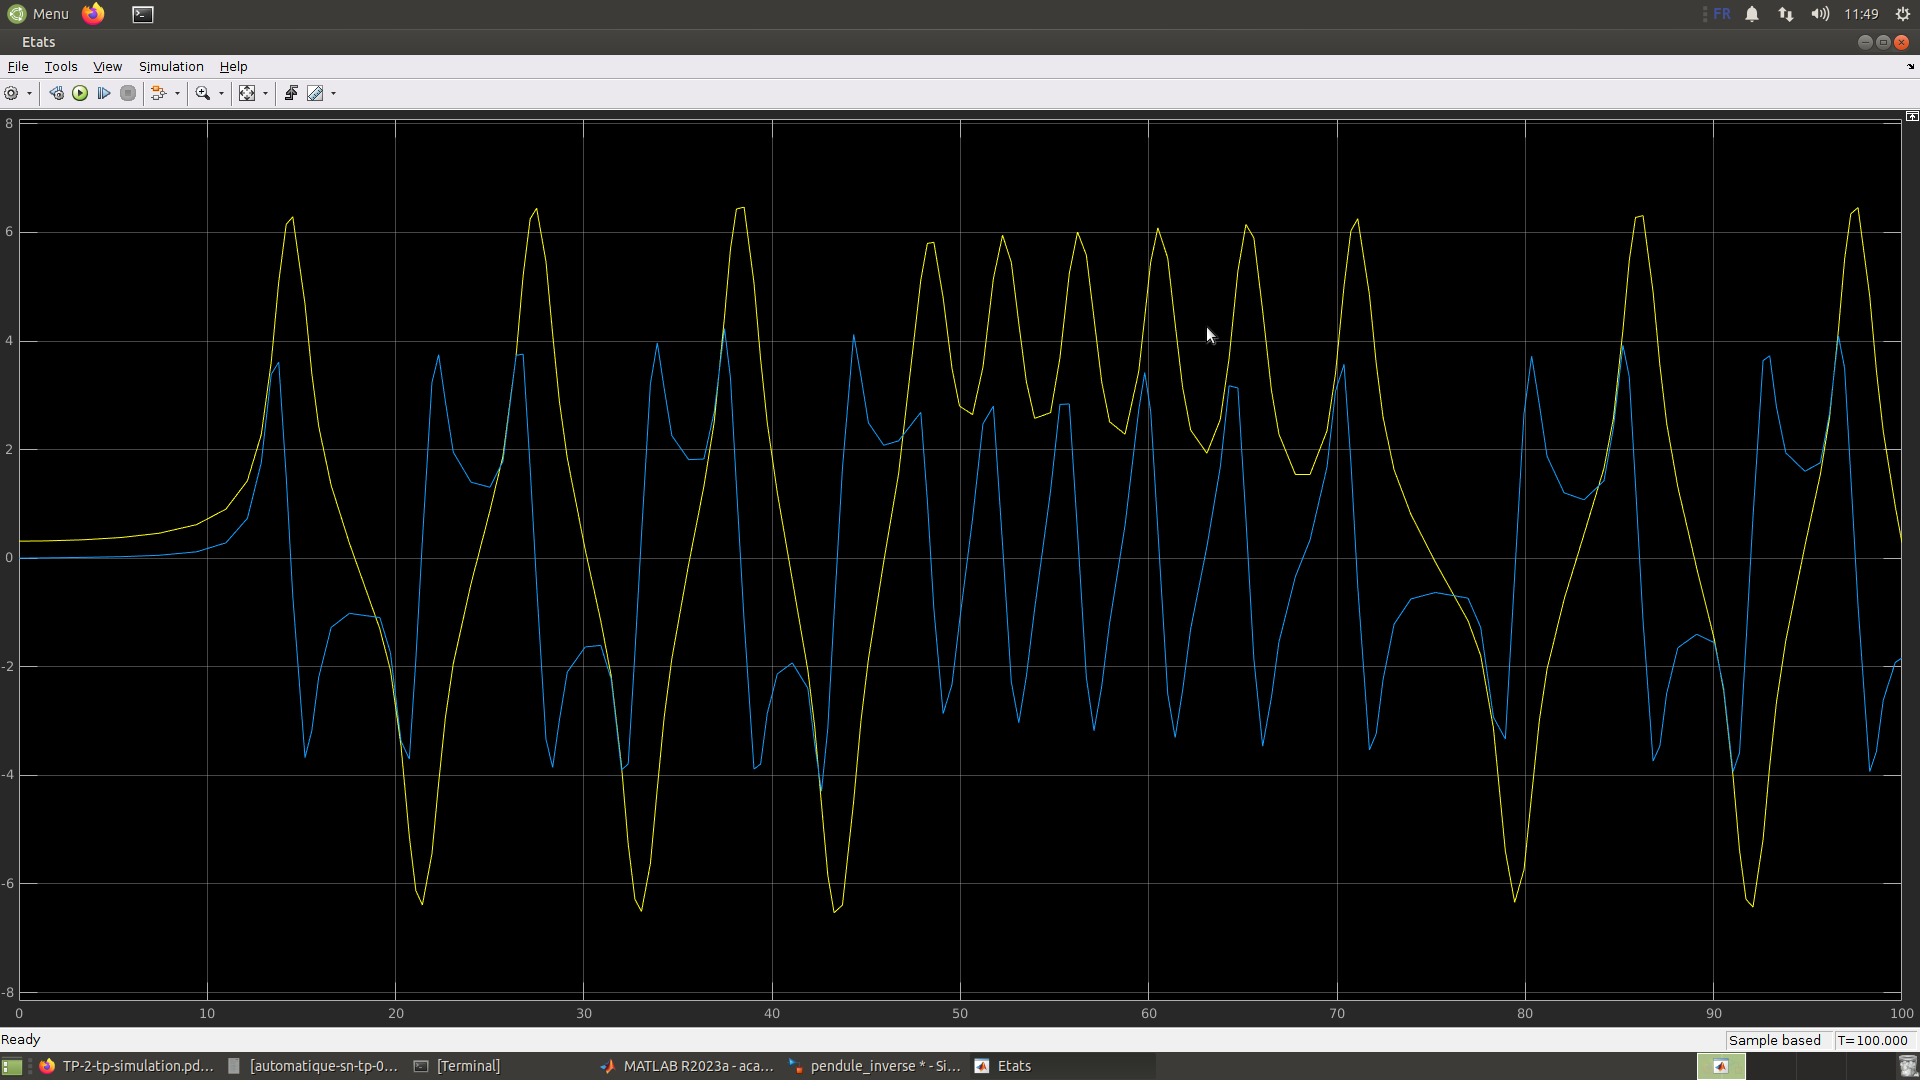 Menu FR 11:49
Etats
File Tools View Simulation Help
8
6
4
2
0
-2
-4
-6
-8
0 10 20 30 40 50 60 70 80 90 100
Ready Sample based T=100.000
TP-2-tp-simulation.pd... [automatique-sn-tp-0... [Terminal] MATLAB R2023a - aca... pendule_inverse * - Si... Etats